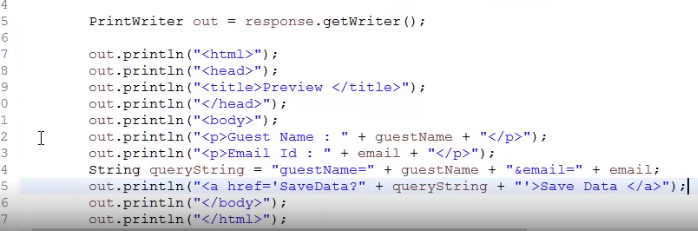 4
5 PrintWriter out = response.getWriter();
6
7 out.println("<html>");
8 out.println("<head>");
9 out.println("<title>Preview </title>");
0 out.println("</head>");
1 out.println("<body>");
2 out.println("<p>Guest Name : " + guestName + "</p>");
3 out.println("<p>Email Id : " + email + "</p>");
4 String queryString = "guestName=" + guestName + "&email=" + email;
5 out.println("<a href='SaveData?" + queryString + "'>Save Data </a>");
6 out.println("</body>");
7 out.println("</html>");